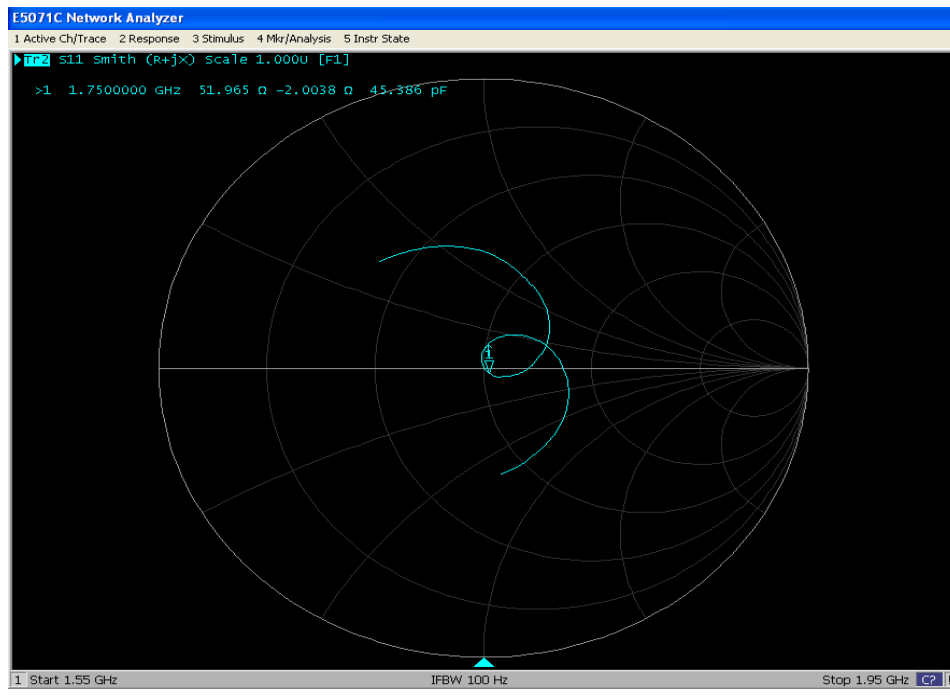 E5071C Network Analyzer
1 Active Ch/Trace 2 Response 3 Stimulus 4 Mkr/Analysis 5 Instr State
Tr2 S11 Smith (R+jX) Scale 1.000U [F1]
>1 1.7500000 GHz 51.965 Ω -2.0038 Ω 45.386 pF
1
1 Start 1.55 GHz IFBW 100 Hz Stop 1.95 GHz C?